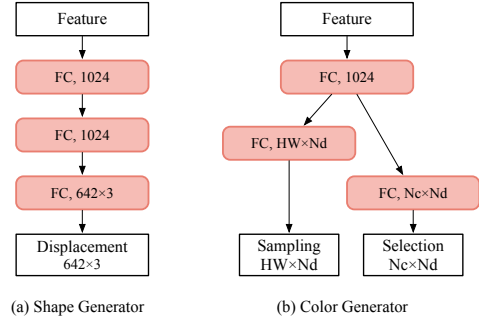 Feature
FC, 1024
FC, 1024
FC, 642×3
Displacement
642×3
(a) Shape Generator
Feature
FC, 1024
FC, HW×Nd
FC, Nc×Nd
Sampling
HW×Nd
Selection
Nc×Nd
(b) Color Generator